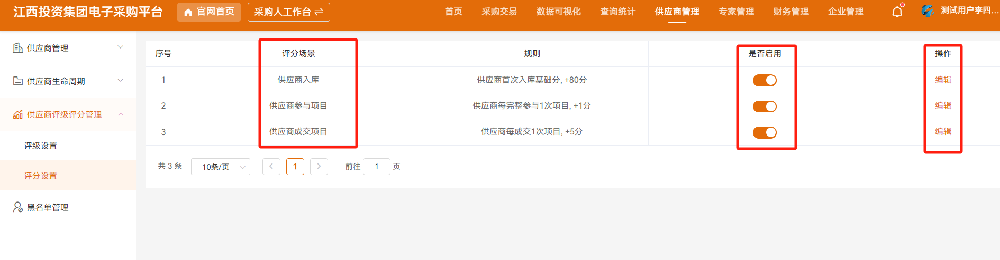 江西投资集团电子采购平台 官网首页 采购人工作台 首页 采购交易 数据可视化 查询统计 供应商管理 专家管理 财务管理 企业管理 测试用户李四...
供应商管理
供应商生命周期
供应商评级评分管理
评级设置
评分设置
黑名单管理
序号 评分场景 规则 是否启用 操作
1 供应商入库 供应商首次入库基础分, +80分 编辑
2 供应商参与项目 供应商每完整参与1次项目, +1分 编辑
3 供应商成交项目 供应商每成交1次项目, +5分 编辑
共 3 条 10条/页 1 前往 1 页